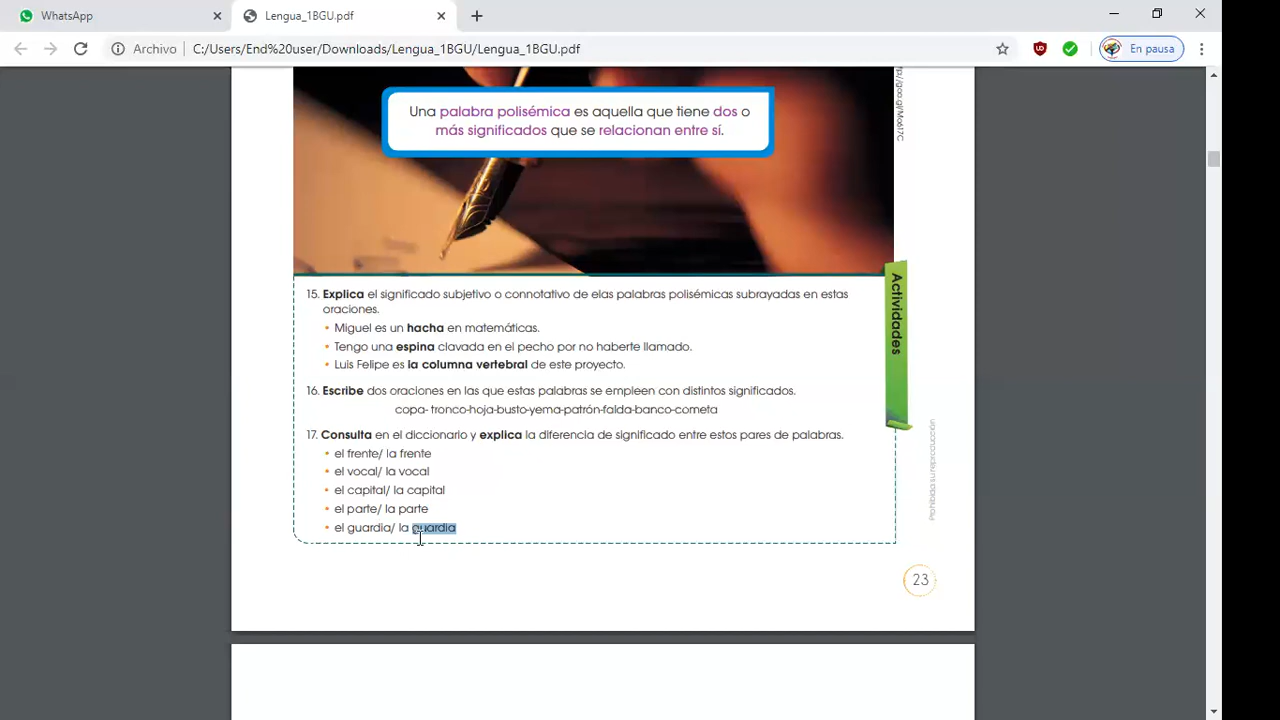 WhatsApp
Lengua_1BGU.pdf
Archivo
C:/Users/End%20user/Downloads/Lengua_1BGU/Lengua_1BGU.pdf
En pausa
Una palabra polisémica es aquella que tiene dos o
más significados que se relacionan entre sí.
15. Explica el significado subjetivo o connotativo de elas palabras polisémicas subrayadas en estas
oraciones.
• Miguel es un hacha en matemáticas.
• Tengo una espina clavada en el pecho por no haberte llamado.
• Luis Felipe es la columna vertebral de este proyecto.
16. Escribe dos oraciones en las que estas palabras se empleen con distintos significados.
copa- tronco-hoja-busto-yema-patrón-falda-banco-cometa
17. Consulta en el diccionario y explica la diferencia de significado entre estos pares de palabras.
• el frente/ la frente
• el vocal/ la vocal
• el capital/ la capital
• el parte/ la parte
• el guardia/ la guardia
Actividades
Prohibida su reproducción
23